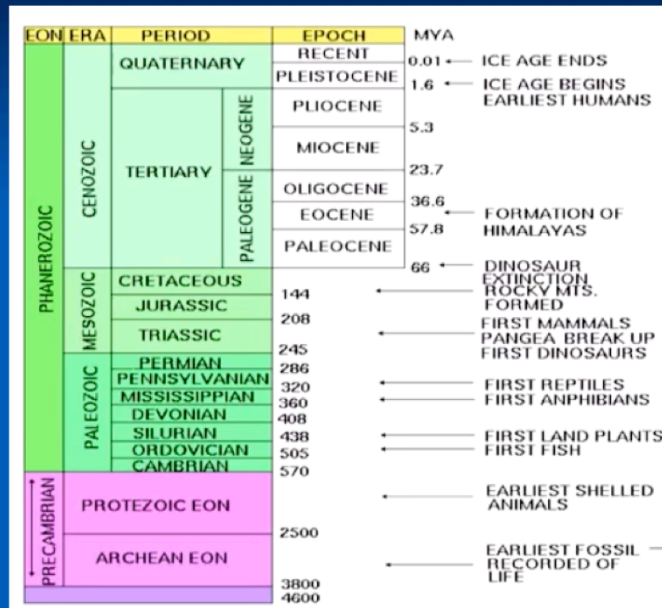 EON ERA PERIOD EPOCH MYA
PHANEROZOIC
CENOZOIC
QUATERNARY
RECENT
0.01 ICE AGE ENDS
PLEISTOCENE
1.6 ICE AGE BEGINS
EARLIEST HUMANS
TERTIARY
NEOGENE
PLIOCENE
5.3
MIOCENE
23.7
PALEOGENE
OLIGOCENE
36.6
EOCENE
FORMATION OF
HIMALAYAS
57.8
PALEOCENE
66 DINOSAUR
EXTINCTION
MESOZOIC
CRETACEOUS
ROCKY MTS.
FORMED
144
JURASSIC
208
TRIASSIC
FIRST MAMMALS
PANGEA BREAK UP
FIRST DINOSAURS
245
PALEOZOIC
PERMIAN
286
PENNSYLVANIAN FIRST REPTILES
320
MISSISSIPPIAN FIRST ANPHIBIANS
360
DEVONIAN
408
SILURIAN FIRST LAND PLANTS
438
ORDOVICIAN FIRST FISH
505
CAMBRIAN
570
PRECAMBRIAN
PROTEZOIC EON
EARLIEST SHELLED
ANIMALS
2500
ARCHEAN EON
EARLIEST FOSSIL
RECORDED OF
LIFE
3800
4600